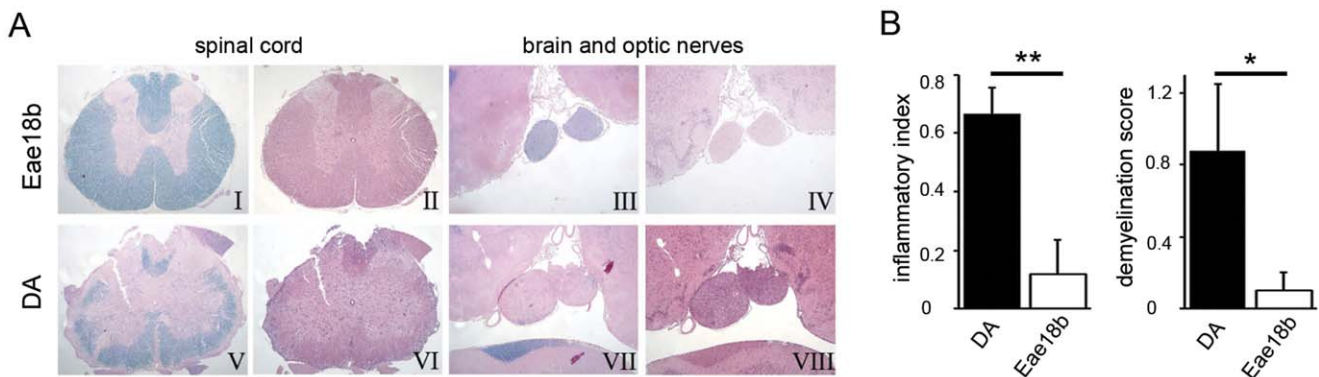 A
spinal cord
brain and optic nerves
Eae18b
I
II
III
IV
DA
V
VI
VII
VIII
B
**
inflammatory index
0.8
0.6
0.4
0.2
0
DA
Eae18b
*
demyelination score
1.2
0.8
0.4
0
DA
Eae18b